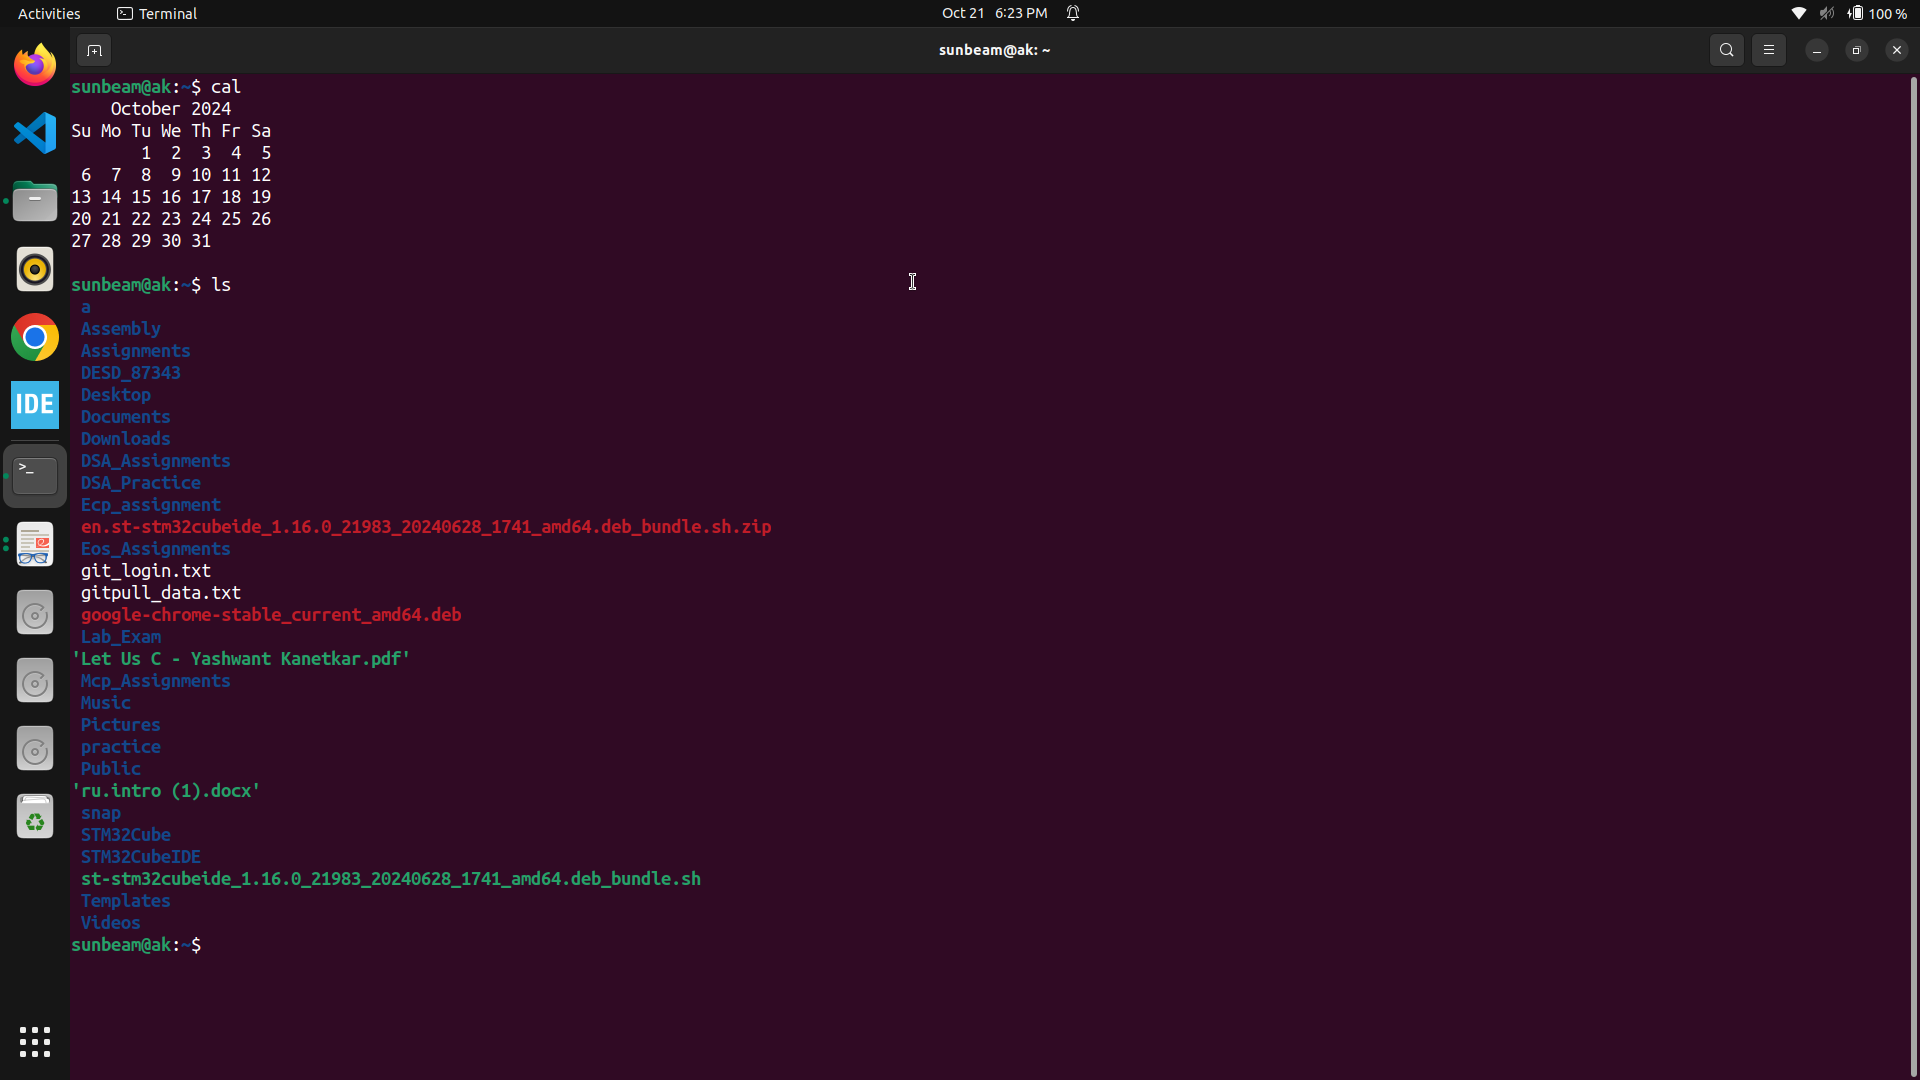 Activities Terminal Oct 21 6:23 PM 100 %
sunbeam@ak: ~
sunbeam@ak:~$ cal
    October 2024
Su Mo Tu We Th Fr Sa
       1  2  3  4  5
 6  7  8  9 10 11 12
13 14 15 16 17 18 19
20 21 22 23 24 25 26
27 28 29 30 31
sunbeam@ak:~$ ls
a
Assembly
Assignments
DESD_87343
Desktop
IDE
Documents
Downloads
DSA_Assignments
DSA_Practice
>_
Ecp_assignment
en.st-stm32cubeide_1.16.0_21983_20240628_1741_amd64.deb_bundle.sh.zip
Eos_Assignments
git_login.txt
gitpull_data.txt
google-chrome-stable_current_amd64.deb
Lab_Exam
'Let Us C - Yashwant Kanetkar.pdf'
Mcp_Assignments
Music
Pictures
practice
Public
'ru.intro (1).docx'
snap
STM32Cube
STM32CubeIDE
st-stm32cubeide_1.16.0_21983_20240628_1741_amd64.deb_bundle.sh
Templates
Videos
sunbeam@ak:~$